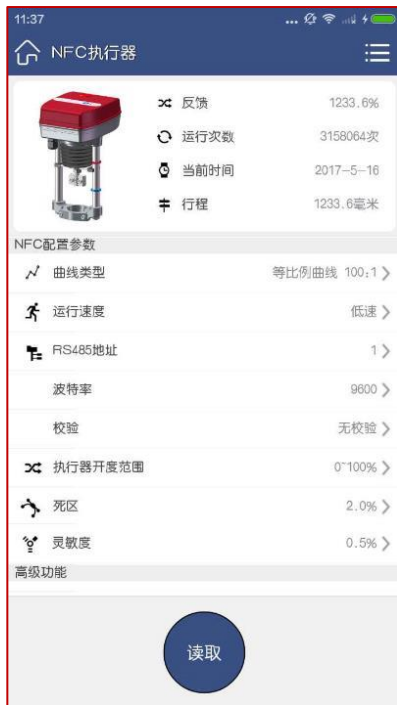 11:37
NFC执行器
反馈 1233.6%
运行次数 3158064次
当前时间 2017-5-16
行程 1233.6毫米
NFC配置参数
曲线类型 等比例曲线 100:1
运行速度 低速
RS485地址 1
波特率 9600
校验 无校验
执行器开度范围 0~100%
死区 2.0%
灵敏度 0.5%
高级功能
读取